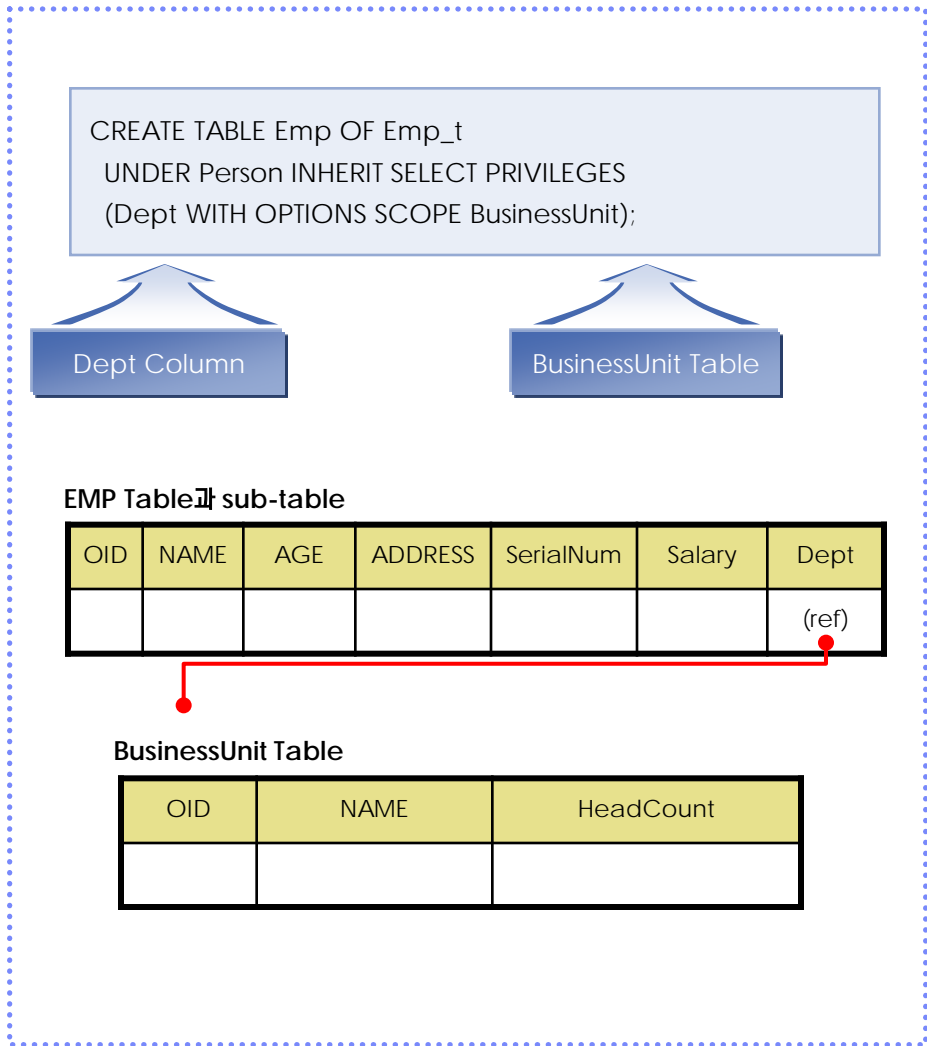 CREATE TABLE Emp OF Emp_t
UNDER Person INHERIT SELECT PRIVILEGES
(Dept WITH OPTIONS SCOPE BusinessUnit);
Dept Column
BusinessUnit Table
EMP Table과 sub-table
OID NAME AGE ADDRESS SerialNum Salary Dept
(ref)
BusinessUnit Table
OID NAME HeadCount